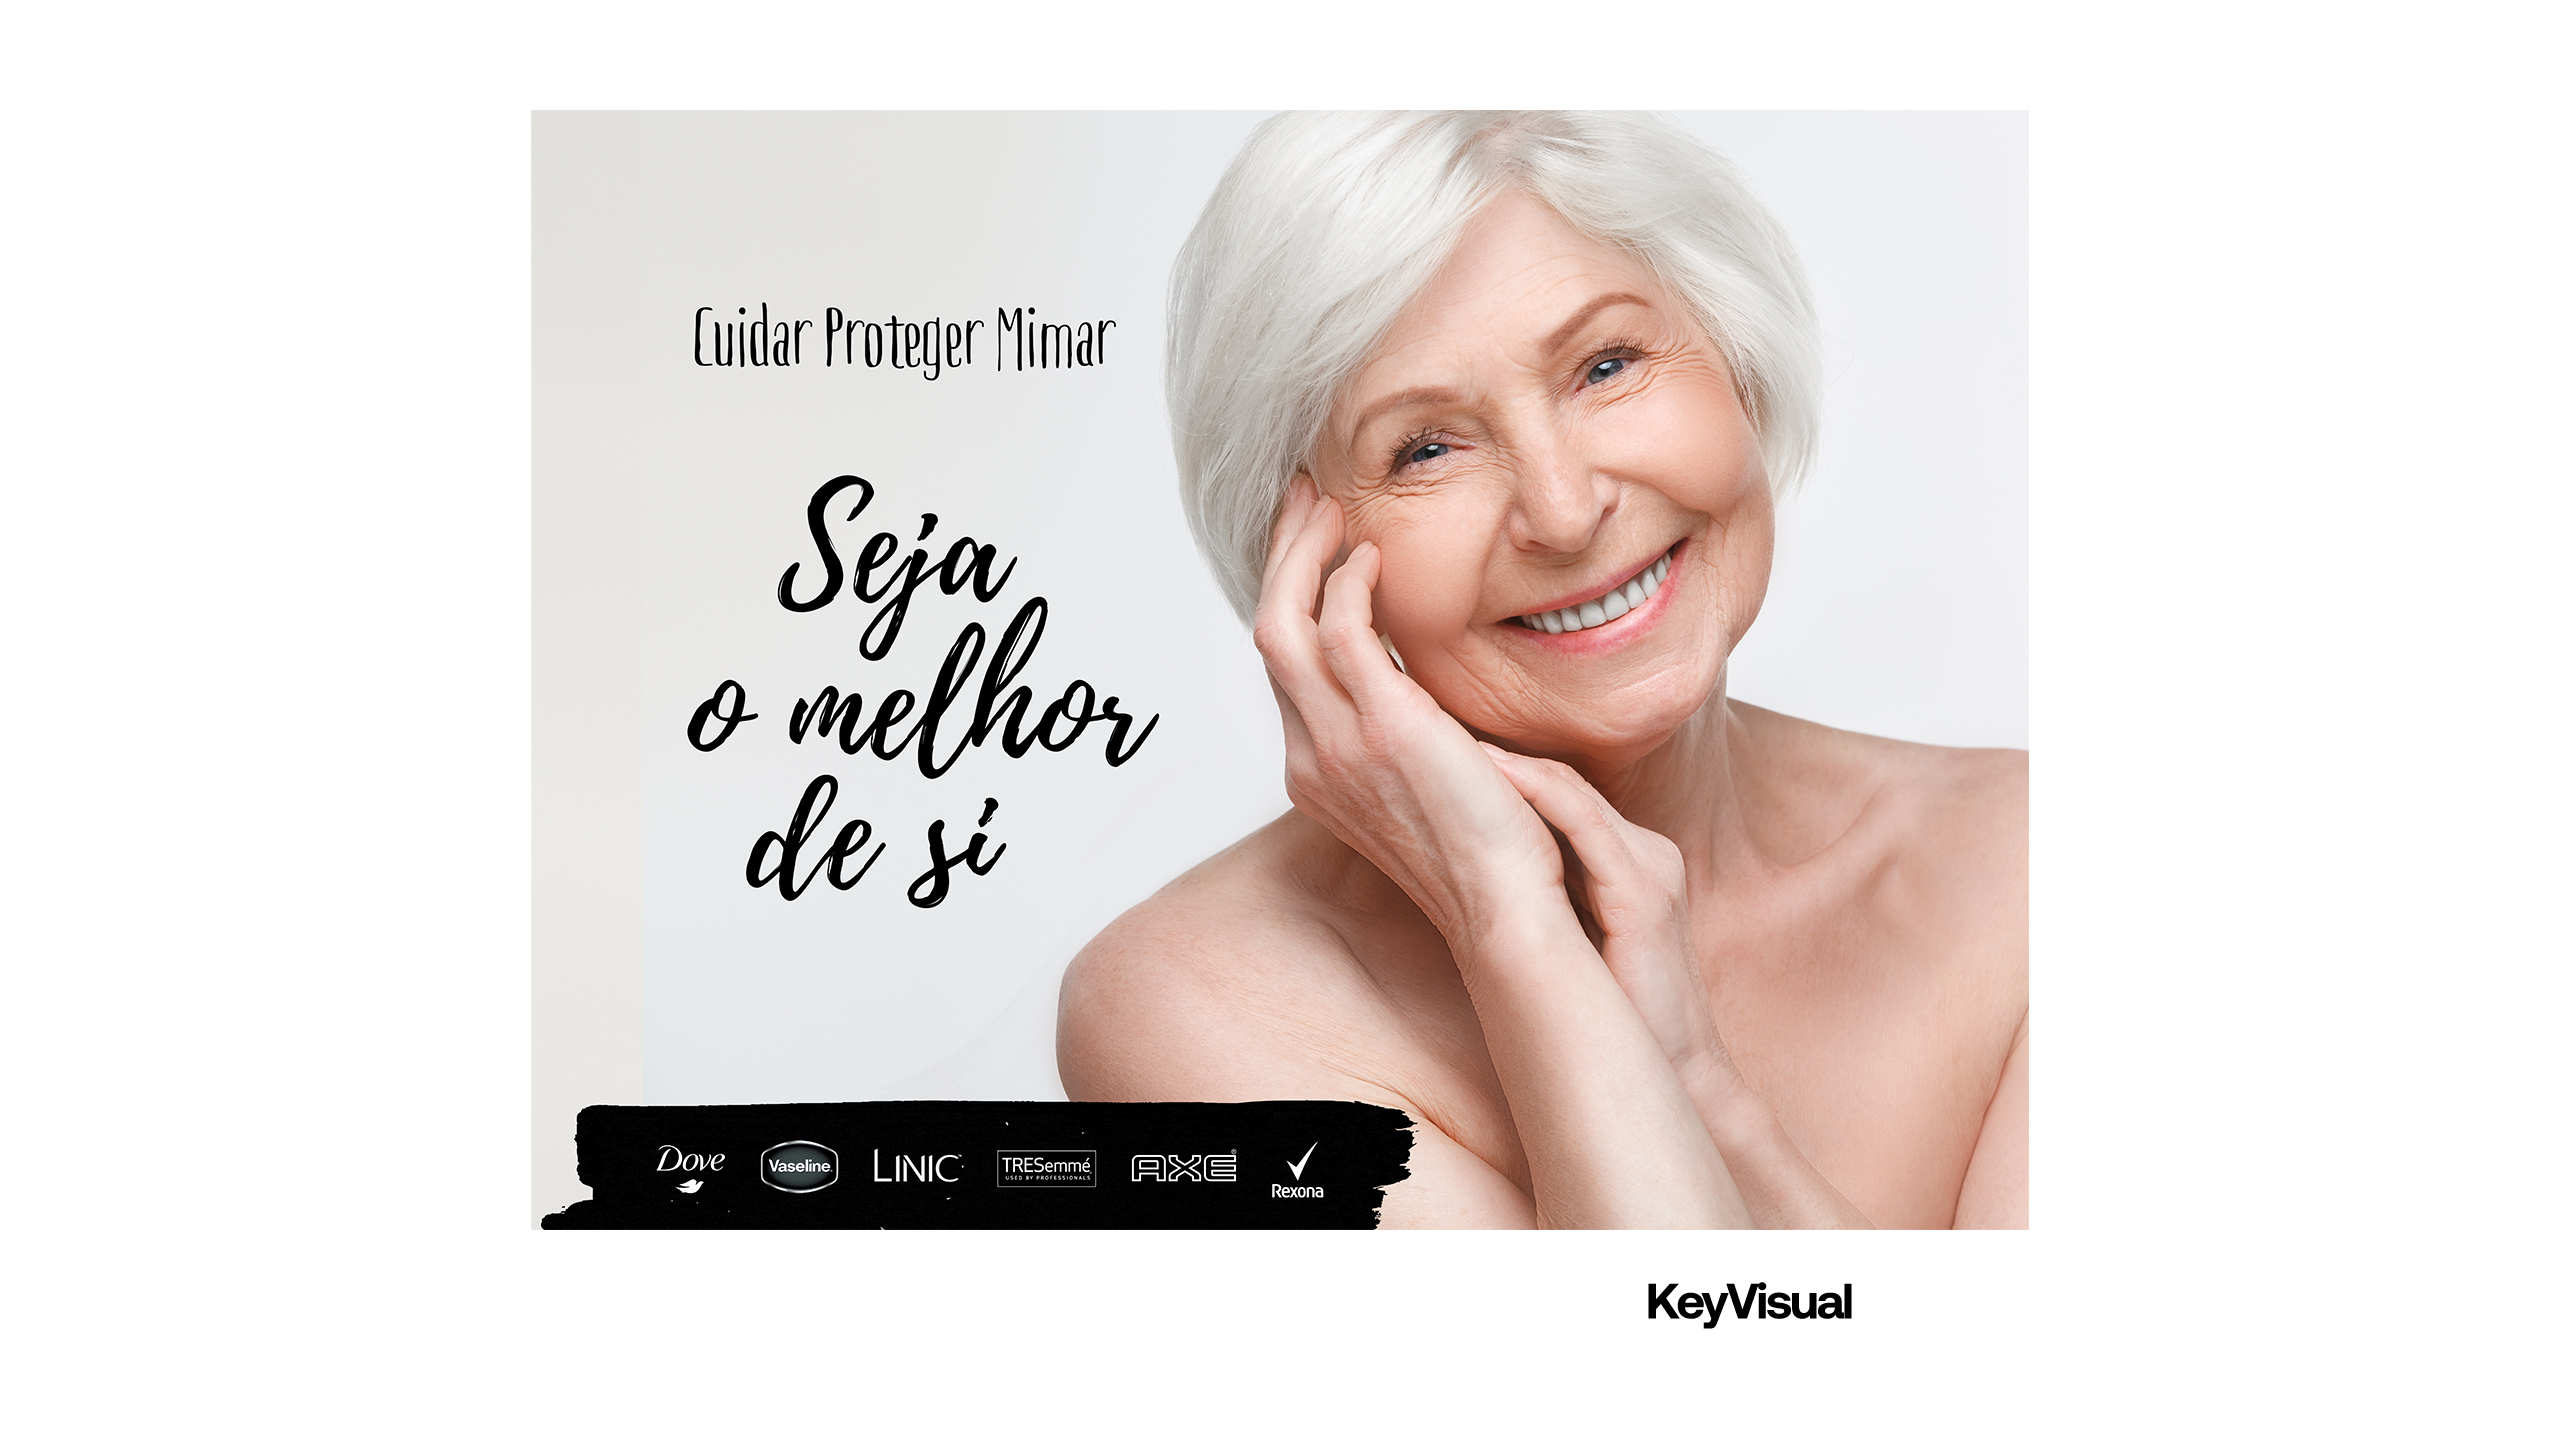 Cuidar Proteger Mimar
Seja
o melhor
de si
Dove
Vaseline
LINIC
TRESemmé
USED BY PROFESSIONALS
AXE
Rexona
KeyVisual